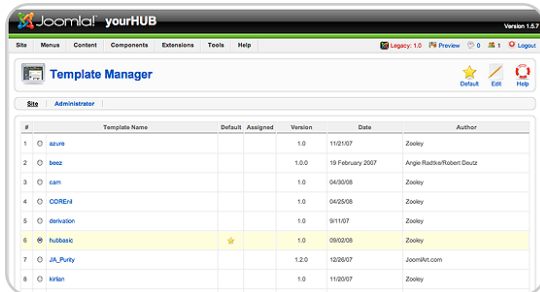 Joomla! yourHUB
Version 1.5.7
Site Menus Content Components Extensions Tools Help Legacy: 1.0 Preview 0 1 Logout
Template Manager
Default Edit Help
Site Administrator
# Template Name Default Assigned Version Date Author
1 azure 1.0 11/21/07 Zooley
2 beez 1.0.0 19 February 2007 Angie Radtke/Robert Deutz
3 cam 1.0 04/30/08 Zooley
4 COREnil 1.0 04/25/08 Zooley
5 derivation 1.0 9/11/07 Zooley
6 hubbasic 1.0 09/02/08 Zooley
7 JA_Purity 1.2.0 12/26/07 JoomlArt.com
8 kirlian 1.0 11/20/07 Zooley